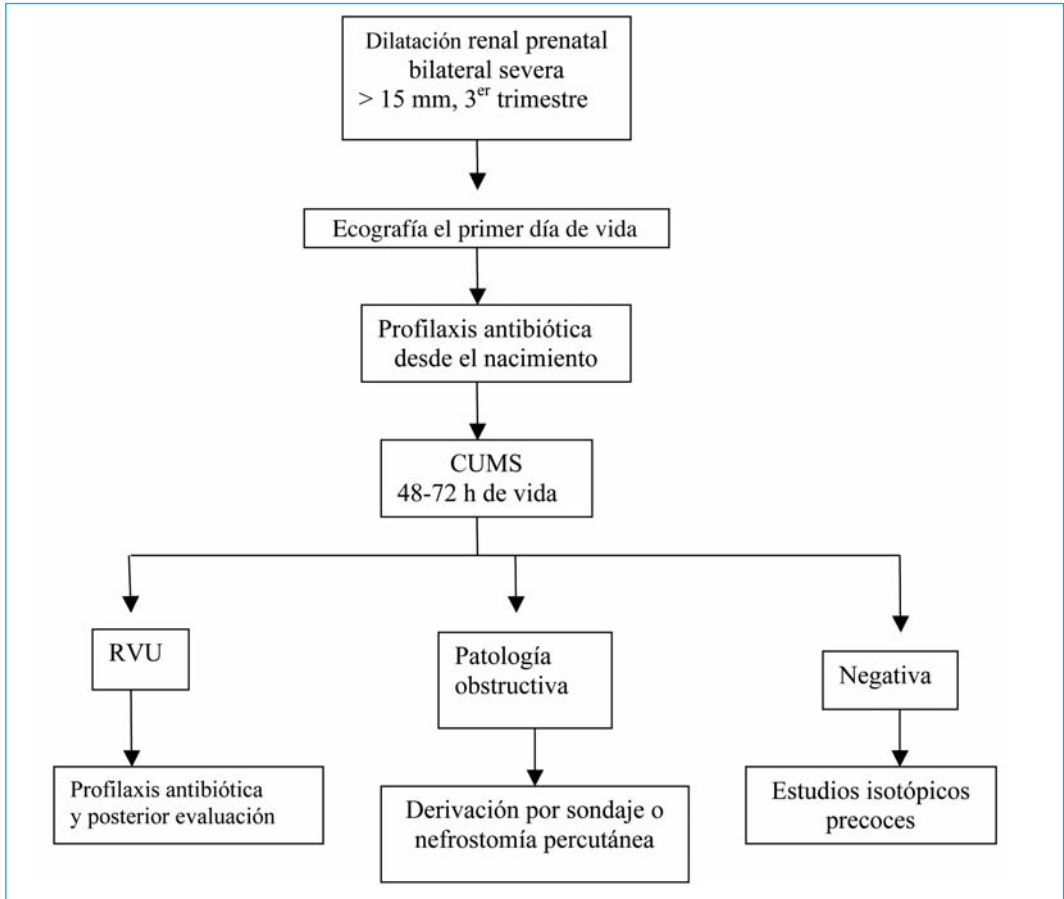 Dilatación renal prenatal
bilateral severa
> 15 mm, 3er trimestre
Ecografía el primer día de vida
Profilaxis antibiótica
desde el nacimiento
CUMS
48-72 h de vida
RVU
Patología
obstructiva
Negativa
Profilaxis antibiótica
y posterior evaluación
Derivación por sondaje o
nefrostomía percutánea
Estudios isotópicos
precoces